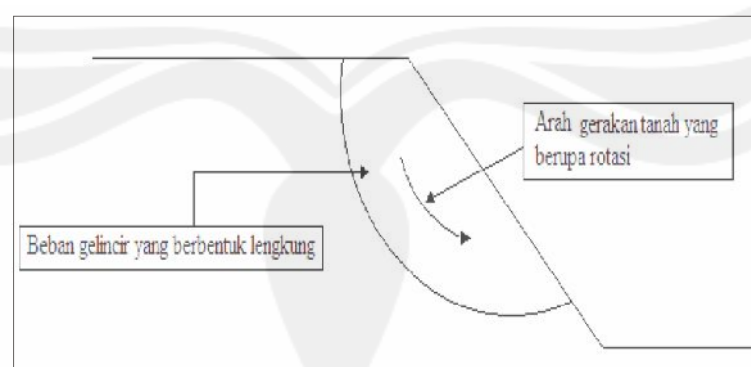 Arah gerakan tanah yang
berupa rotasi
Beban gelincir yang berbentuk lengkung